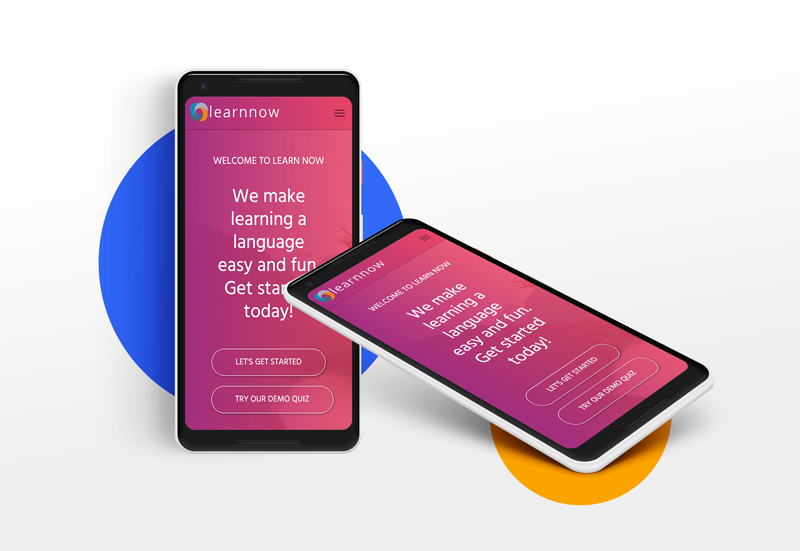 learnnow
WELCOME TO LEARN NOW
We make
learning a
language
easy and fun.
Get started
today!
LET'S GET STARTED
TRY OUR DEMO QUIZ
learnnow
WELCOME TO LEARN NOW
We make
learning a
language
easy and fun.
Get started
today!
LET'S GET STARTED
TRY OUR DEMO QUIZ